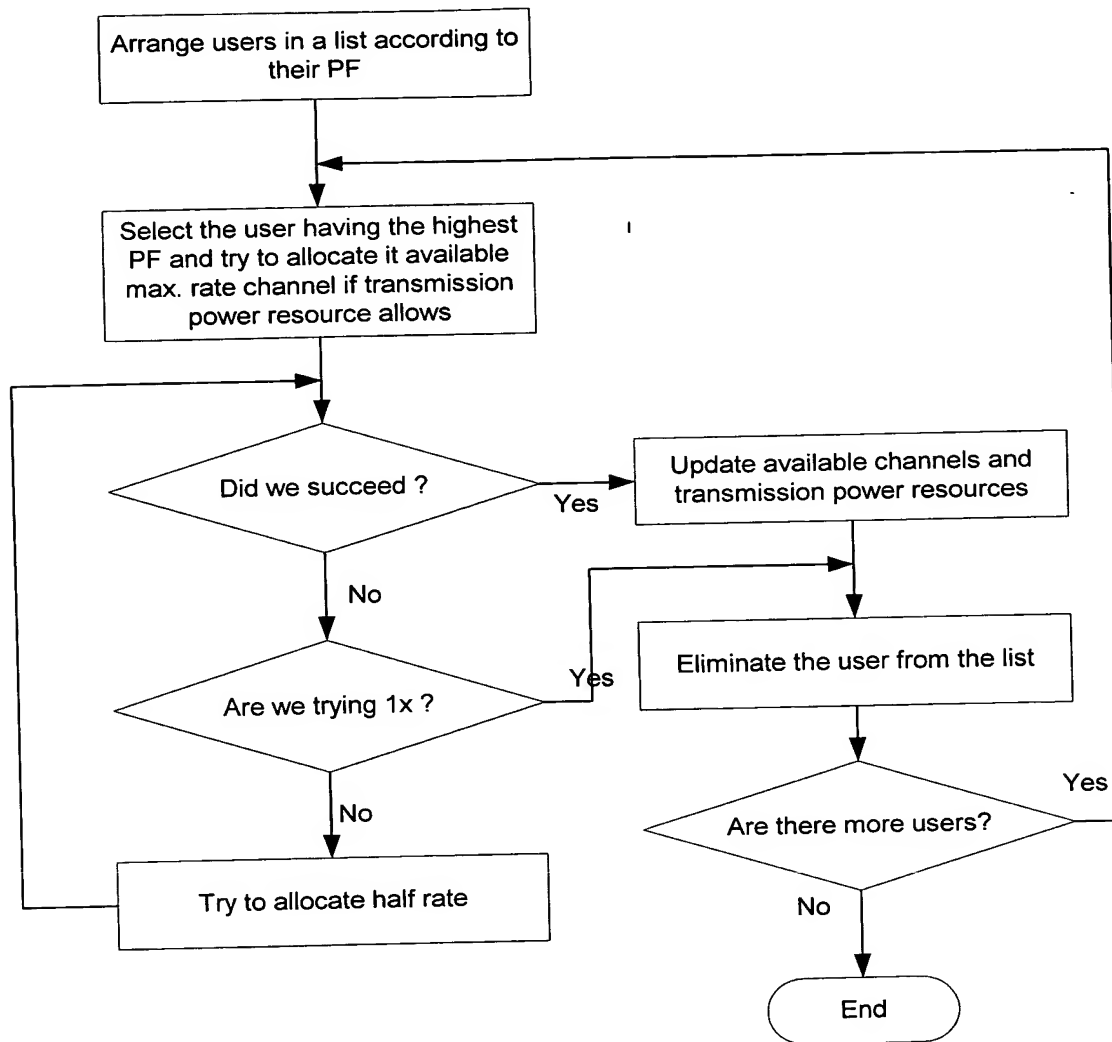 Arrange users in a list according to
their PF
Select the user having the highest
PF and try to allocate it available
max. rate channel if transmission
power resource allows
Did we succeed ?
Yes
Update available channels and
transmission power resources
No
Yes
Eliminate the user from the list
Are we trying 1x ?
Yes
Are there more users?
No
Try to allocate half rate
No
End